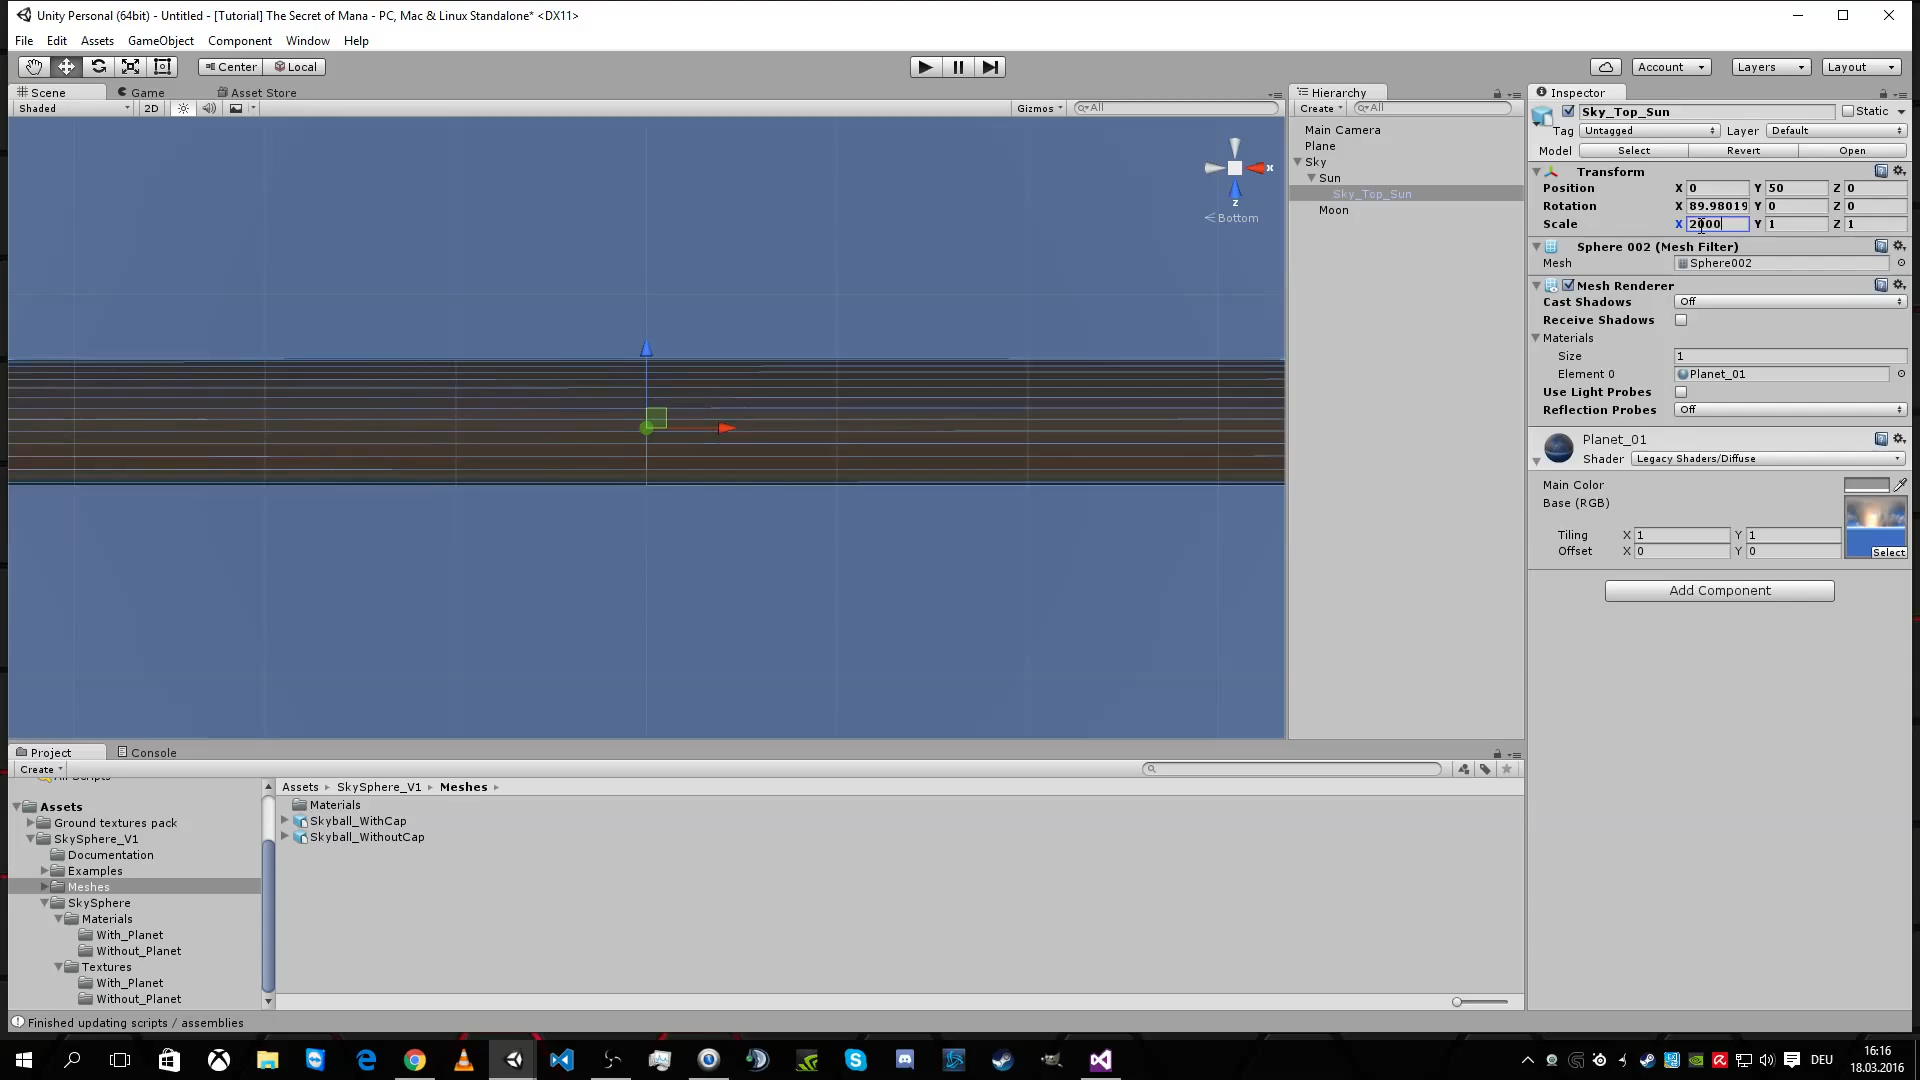 Unity Personal (64bit) - Untitled - [Tutorial] The Secret of Mana - PC, Mac & Linux Standalone* <DX11>
File Edit Assets GameObject Component Window Help
Center Local Account Layers Layout
Scene Game Asset Store
Shaded 2D Gizmos All
x
z
Bottom
Hierarchy
Create All
Main Camera
Plane
Sky
Sun
Sky_Top_Sun
Moon
Inspector
Sky_Top_Sun Static
Tag Untagged Layer Default
Model Select Revert Open
Transform
Position X 0 Y 50 Z 0
Rotation X 89.98019 Y 0 Z 0
Scale X 2000 Y 1 Z 1
Sphere 002 (Mesh Filter)
Mesh Sphere002
Mesh Renderer
Cast Shadows Off
Receive Shadows
Materials
Size 1
Element 0 Planet_01
Use Light Probes
Reflection Probes Off
Planet_01
Shader Legacy Shaders/Diffuse
Main Color
Base (RGB)
Tiling X 1 Y 1
Offset X 0 Y 0
Select
Add Component
Project Console
Create
Assets
Ground textures pack
SkySphere_V1
Documentation
Examples
Meshes
SkySphere
Materials
With_Planet
Without_Planet
Textures
With_Planet
Without_Planet
Assets SkySphere_V1 Meshes
Materials
Skyball_WithCap
Skyball_WithoutCap
Finished updating scripts / assemblies
DEU
16:16
18.03.2016